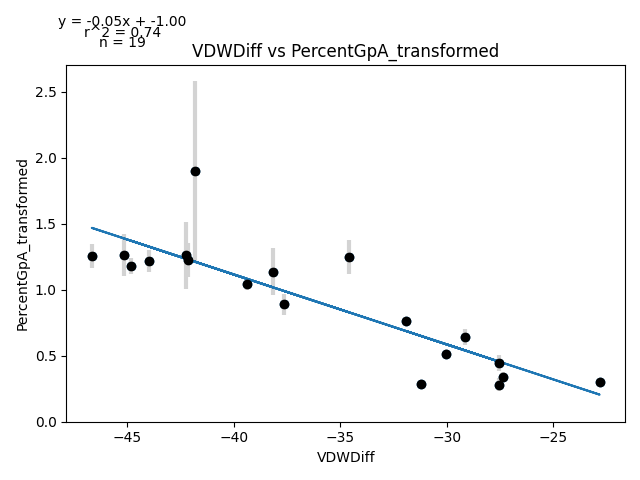 y = -0.05x + -1.00
r^2 = 0.74
n = 19
VDWDiff vs PercentGpA_transformed
PercentGpA_transformed
2.5
2.0
1.5
1.0
0.5
0.0
−45
−40
−35
−30
−25
VDWDiff